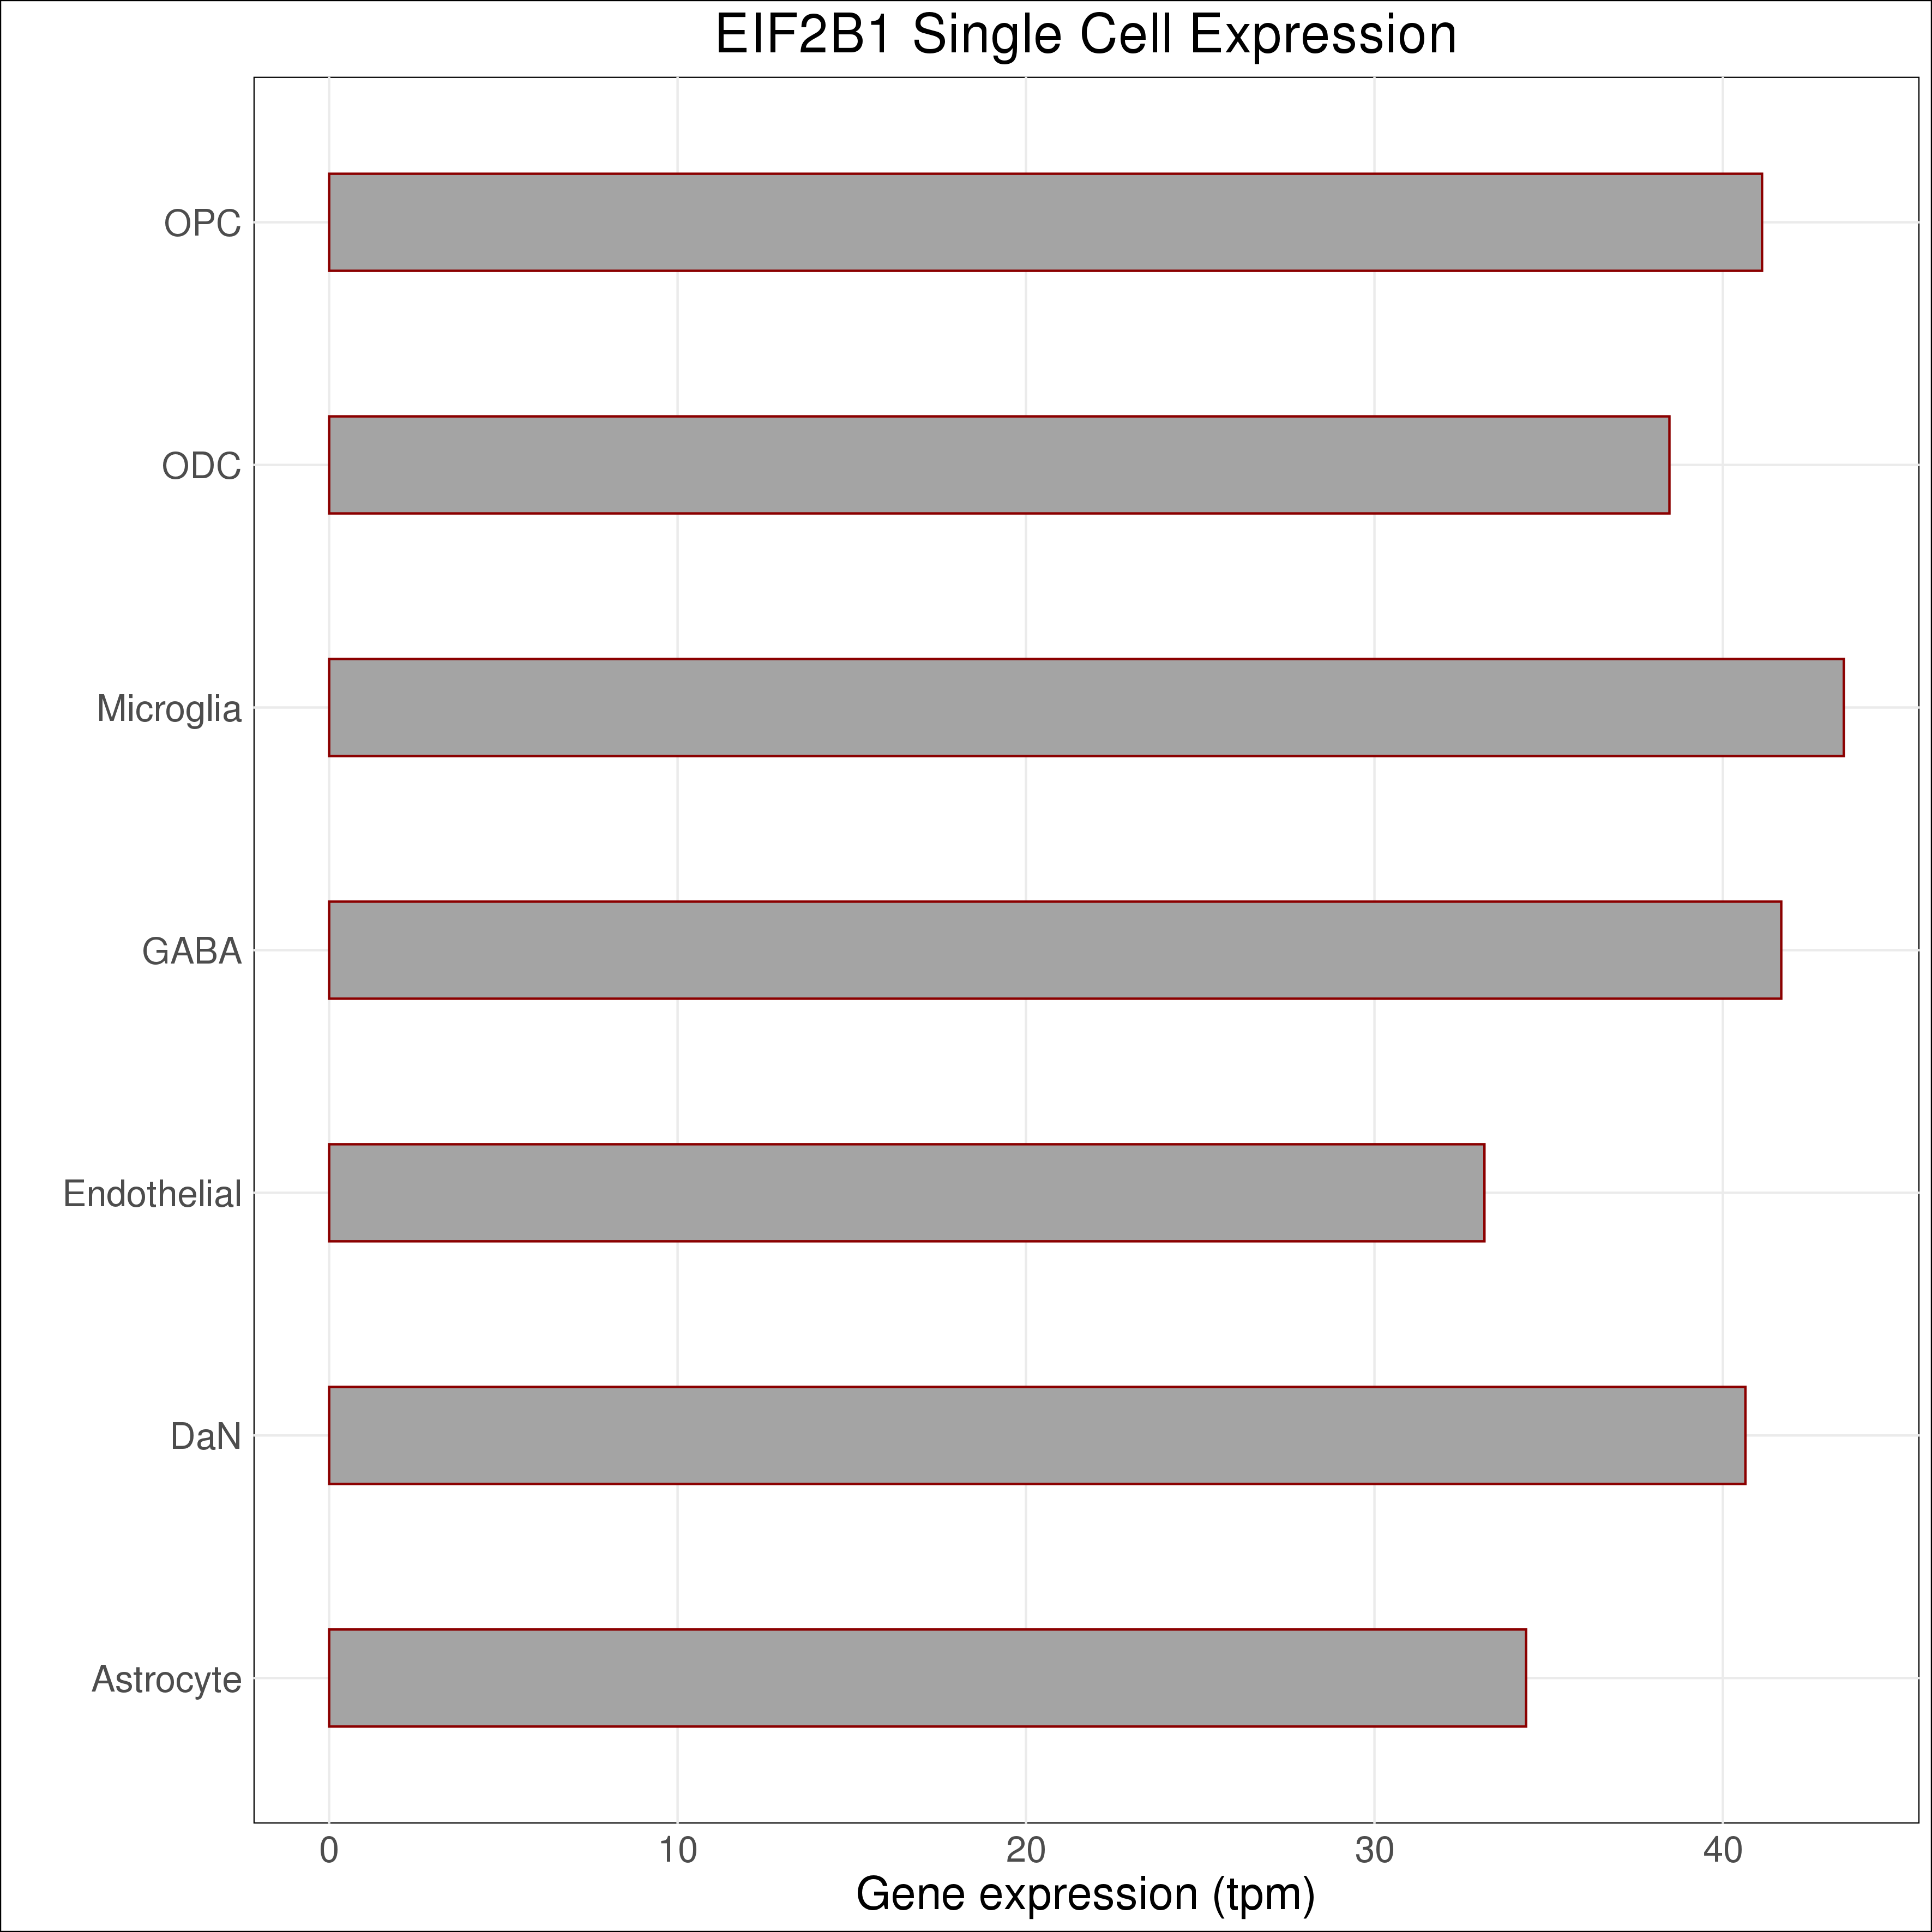 EIF2B1 Single Cell Expression
OPC
ODC
Microglia
GABA
Endothelial
DaN
Astrocyte
0 10 20 30 40
Gene expression (tpm)